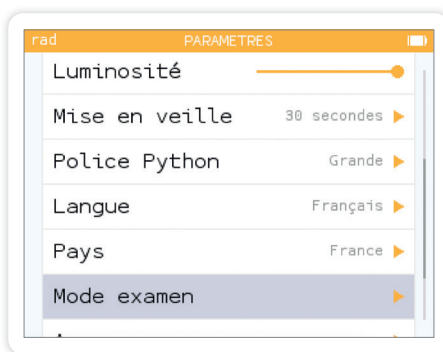 rad PARAMETRES
Luminosité
Mise en veille 30 secondes
Police Python Grande
Langue Français
Pays France
Mode examen